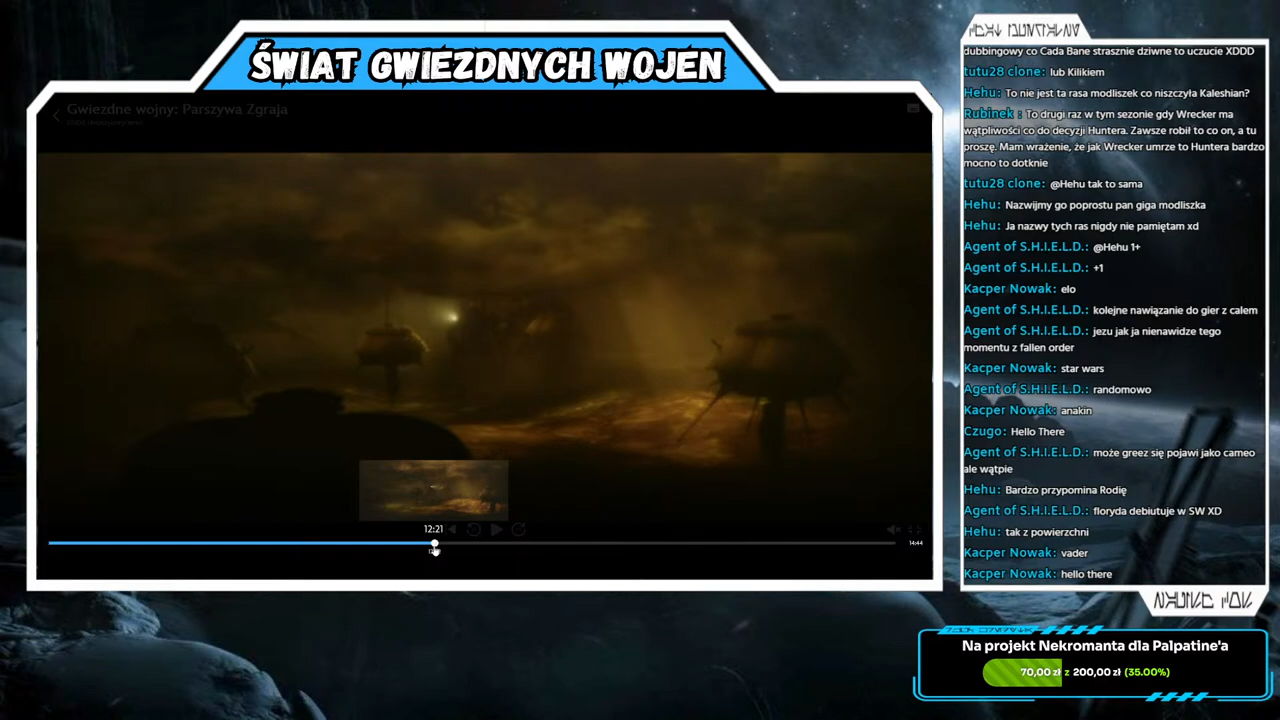 ŚWIAT GWIEZDNYCH WOJEN
Gwiezdne wojny: Parszywa Zgraja
12:21
14:44
dubbingowy co Cada Bane strasznie dziwne to uczucie XDDD
tutu28 clone: lub Kilikiem
Hehu: To nie jest ta rasa modliszek co niszczyła Kaleshian?
Rubinek : To drugi raz w tym sezonie gdy Wrecker ma
wątpliwości co do decyzji Huntera. Zawsze robił to co on, a tu
proszę. Mam wrażenie, że jak Wrecker umrze to Huntera bardzo
mocno to dotknie
tutu28 clone: @Hehu tak to sama
Hehu: Nazwijmy go poprostu pan giga modliszka
Hehu: Ja nazwy tych ras nigdy nie pamiętam xd
Agent of S.H.I.E.L.D.: @Hehu 1+
Agent of S.H.I.E.L.D.: +1
Kacper Nowak: elo
Agent of S.H.I.E.L.D.: kolejne nawiązanie do gier z calem
Agent of S.H.I.E.L.D.: jezu jak ja nienawidze tego
momentu z fallen order
Kacper Nowak: star wars
Agent of S.H.I.E.L.D.: randomowo
Kacper Nowak: anakin
Czugo: Hello There
Agent of S.H.I.E.L.D.: może greez się pojawi jako cameo
ale wątpie
Hehu: Bardzo przypomina Rodię
Agent of S.H.I.E.L.D.: floryda debiutuje w SW XD
Hehu: tak z powierzchni
Kacper Nowak: vader
Kacper Nowak: hello there
Na projekt Nekromanta dla Palpatine'a
70,00 zł z 200,00 zł (35.00%)